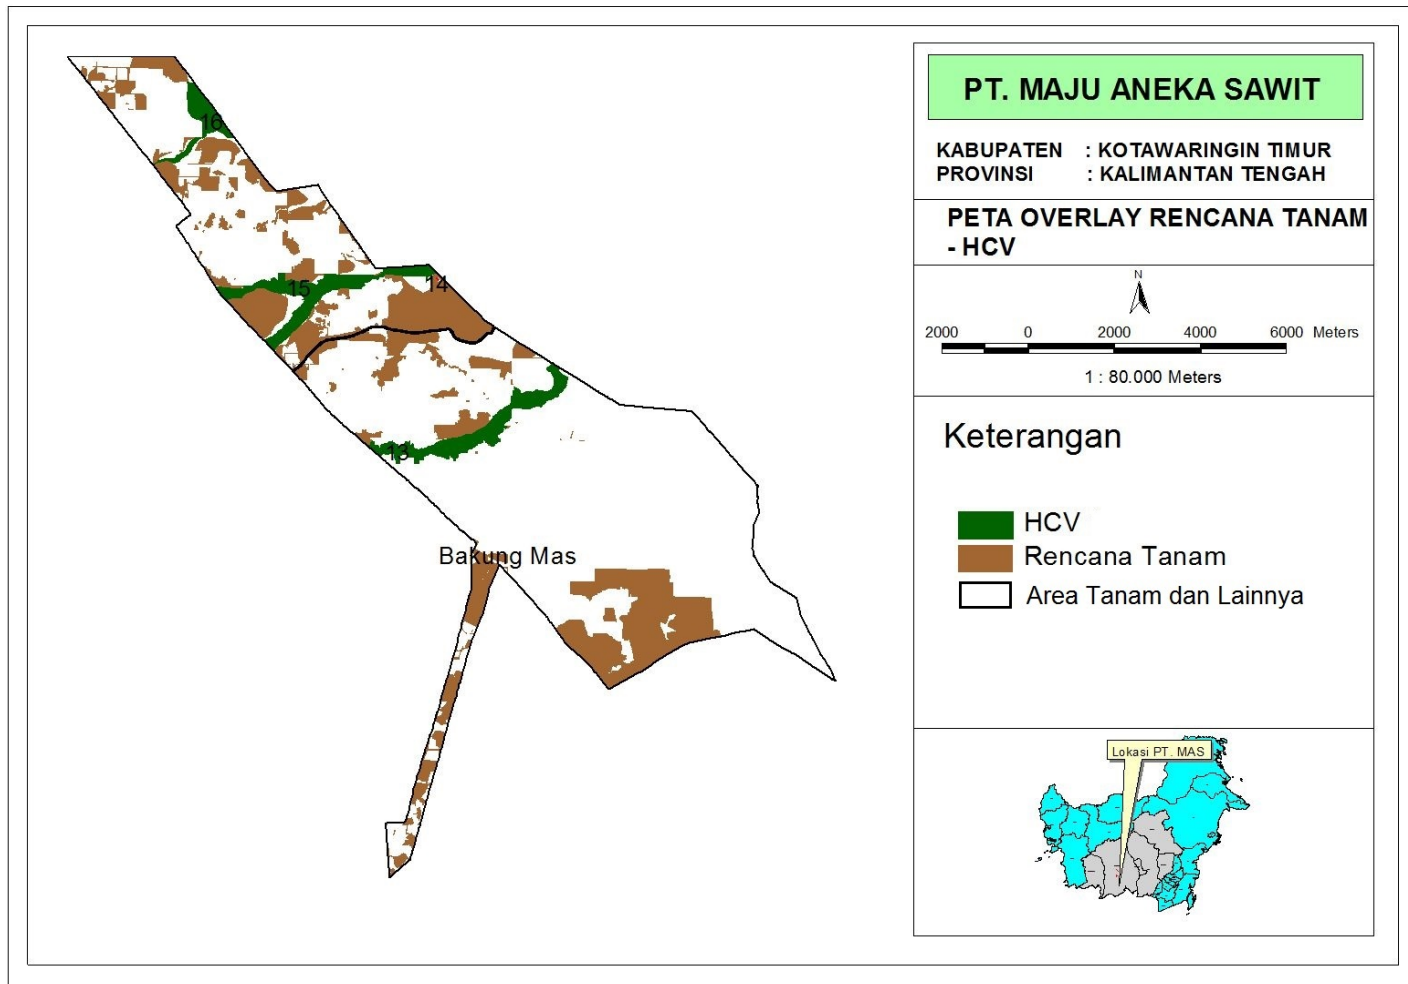 PT. MAJU ANEKA SAWIT
KABUPATEN : KOTAWARINGIN TIMUR
PROVINSI : KALIMANTAN TENGAH
PETA OVERLAY RENCANA TANAM
- HCV
N
2000 0 2000 4000 6000 Meters
1 : 80.000 Meters
Keterangan
HCV
Rencana Tanam
Area Tanam dan Lainnya
Lokasi PT. MAS
16
15
14
13
Bakung Mas